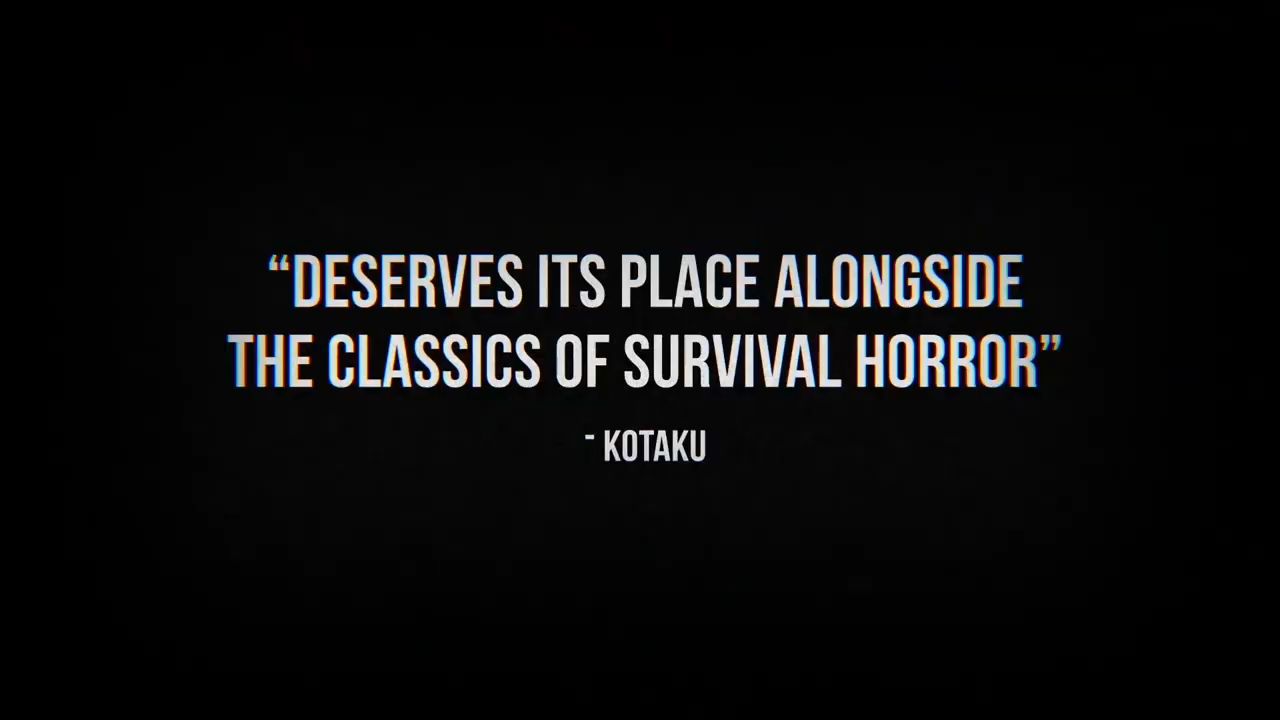 “DESERVES ITS PLACE ALONGSIDE
THE CLASSICS OF SURVIVAL HORROR”
- KOTAKU